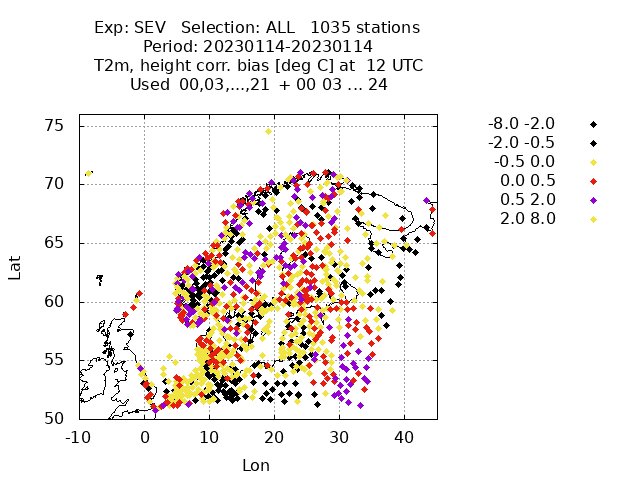 Exp: SEV   Selection: ALL   1035 stations
Period: 20230114-20230114
T2m, height corr. bias [deg C] at  12 UTC
Used  00,03,...,21  + 00 03 ... 24
-8.0 -2.0
-2.0 -0.5
-0.5 0.0
0.0 0.5
0.5 2.0
2.0 8.0
75
70
65
60
55
50
Lat
-10 0 10 20 30 40
Lon